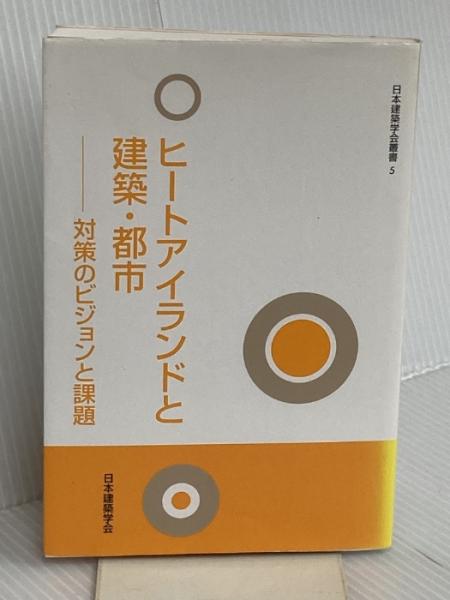 日本建築学会叢書 5
ヒートアイランドと
建築・都市
──対策のビジョンと課題
日本建築学会